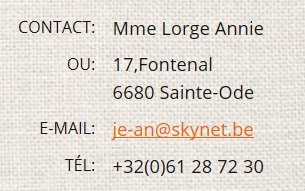 CONTACT: Mme Lorge Annie
OU: 17,Fontenal
6680 Sainte-Ode
E-MAIL: je-an@skynet.be
TÉL: +32(0)61 28 72 30